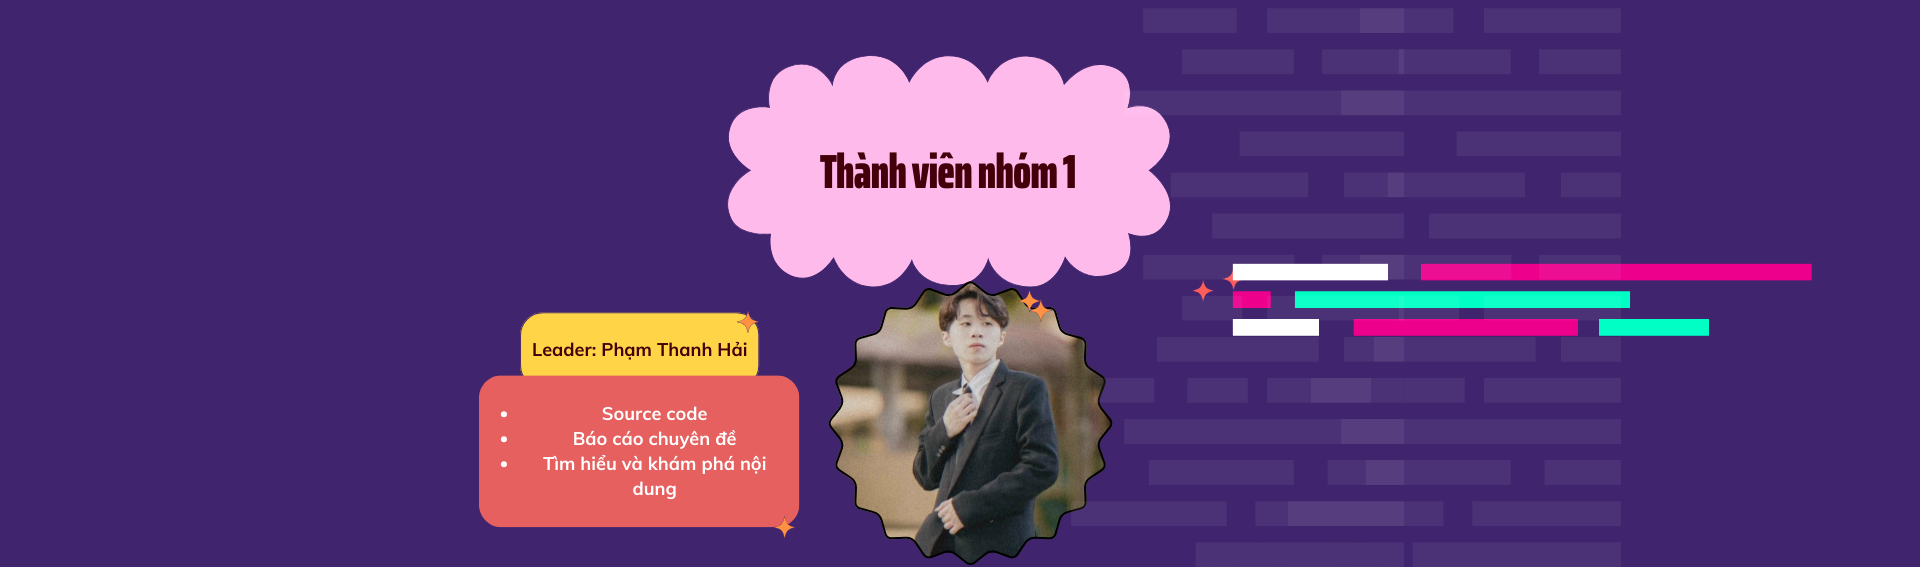 Thành viên nhóm 1
Leader: Phạm Thanh Hải
Source code
Báo cáo chuyên đề
Tìm hiểu và khám phá nội
dung